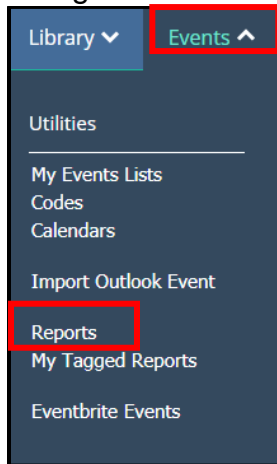 Library Events
Utilities
My Events Lists
Codes
Calendars
Import Outlook Event
Reports
My Tagged Reports
Eventbrite Events